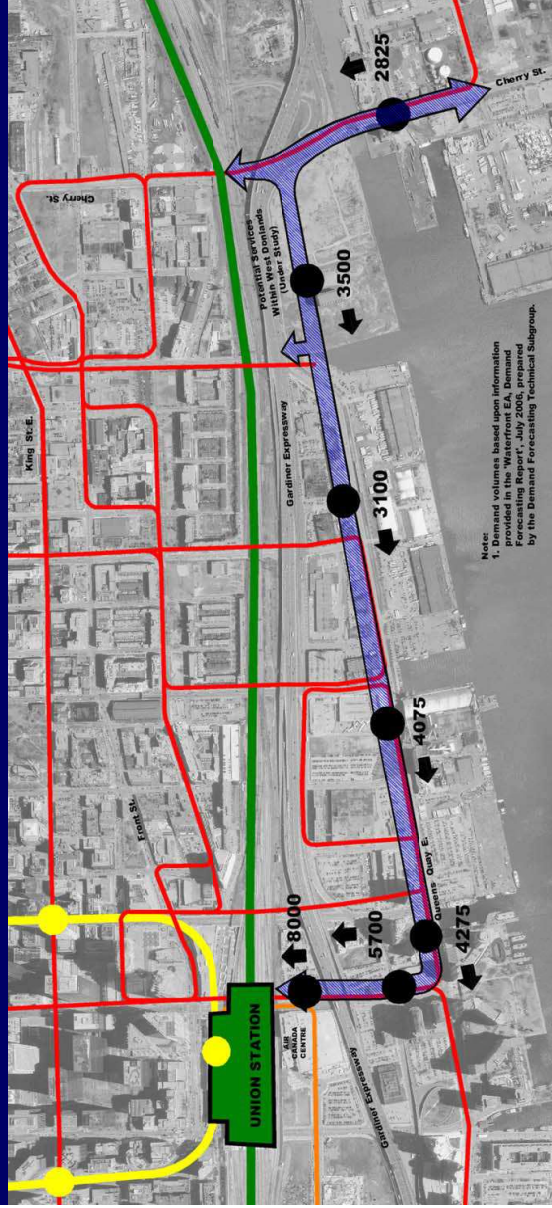 2825
Cherry St.
Cherry St.
Potential Services
Within West Donlands
(Under Study)
3500
King St. E.
Gardiner Expressway
3100
Note:
1. Demand volumes based upon information
provided in the 'Waterfront EA, Demand
Forecasting Report', July 2006, prepared
by the Demand Forecasting Technical Subgroup.
4075
Front St.
Queens Quay E.
8000
5700
4275
UNION STATION
AIR
CANADA
CENTRE
Gardiner Expressway